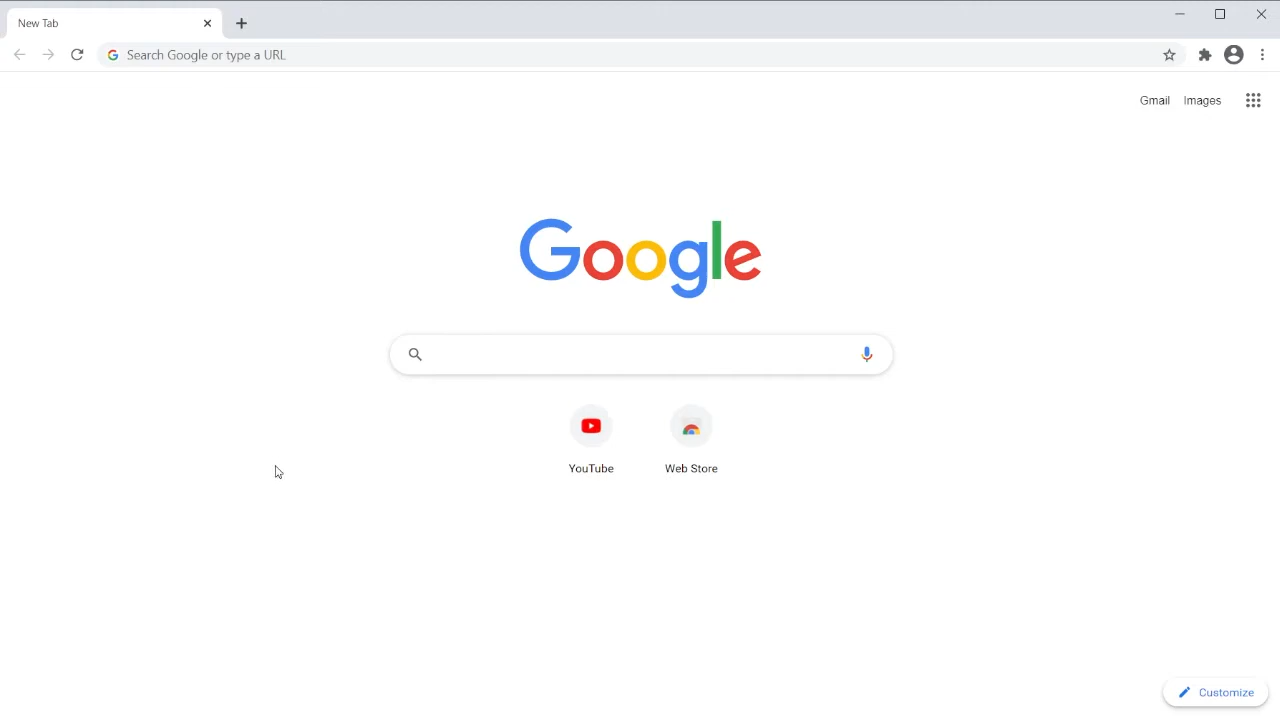 New Tab
Search Google or type a URL
Gmail Images
Google
YouTube Web Store
Customize